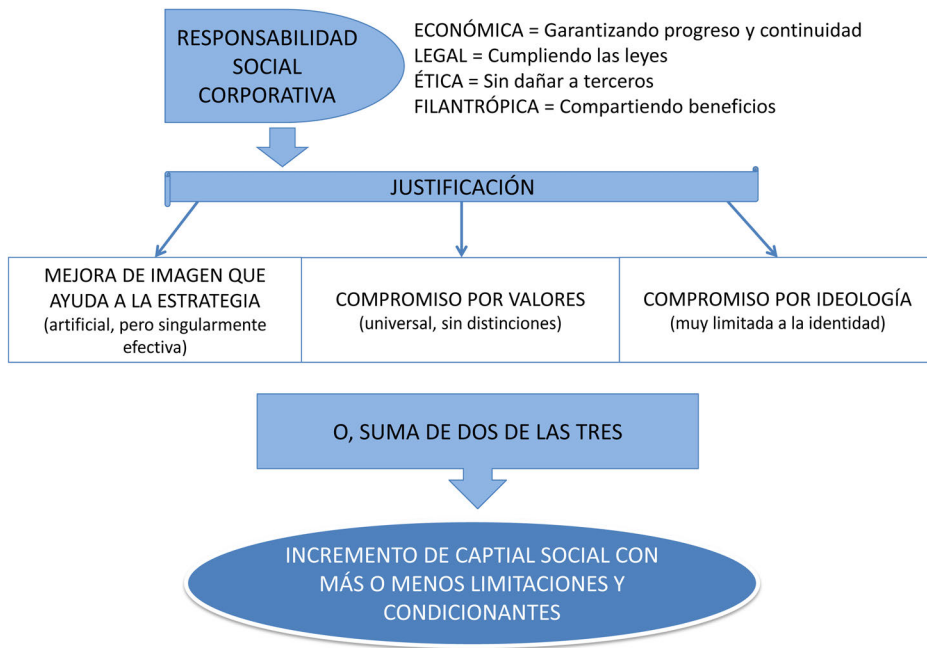 RESPONSABILIDAD
SOCIAL
CORPORATIVA
ECONÓMICA = Garantizando progreso y continuidad
LEGAL = Cumpliendo las leyes
ÉTICA = Sin dañar a terceros
FILANTRÓPICA = Compartiendo beneficios
JUSTIFICACIÓN
MEJORA DE IMAGEN QUE
AYUDA A LA ESTRATEGIA
(artificial, pero singularmente
efectiva)
COMPROMISO POR VALORES
(universal, sin distinciones)
COMPROMISO POR IDEOLOGÍA
(muy limitada a la identidad)
O, SUMA DE DOS DE LAS TRES
INCREMENTO DE CAPTIAL SOCIAL CON
MÁS O MENOS LIMITACIONES Y
CONDICIONANTES